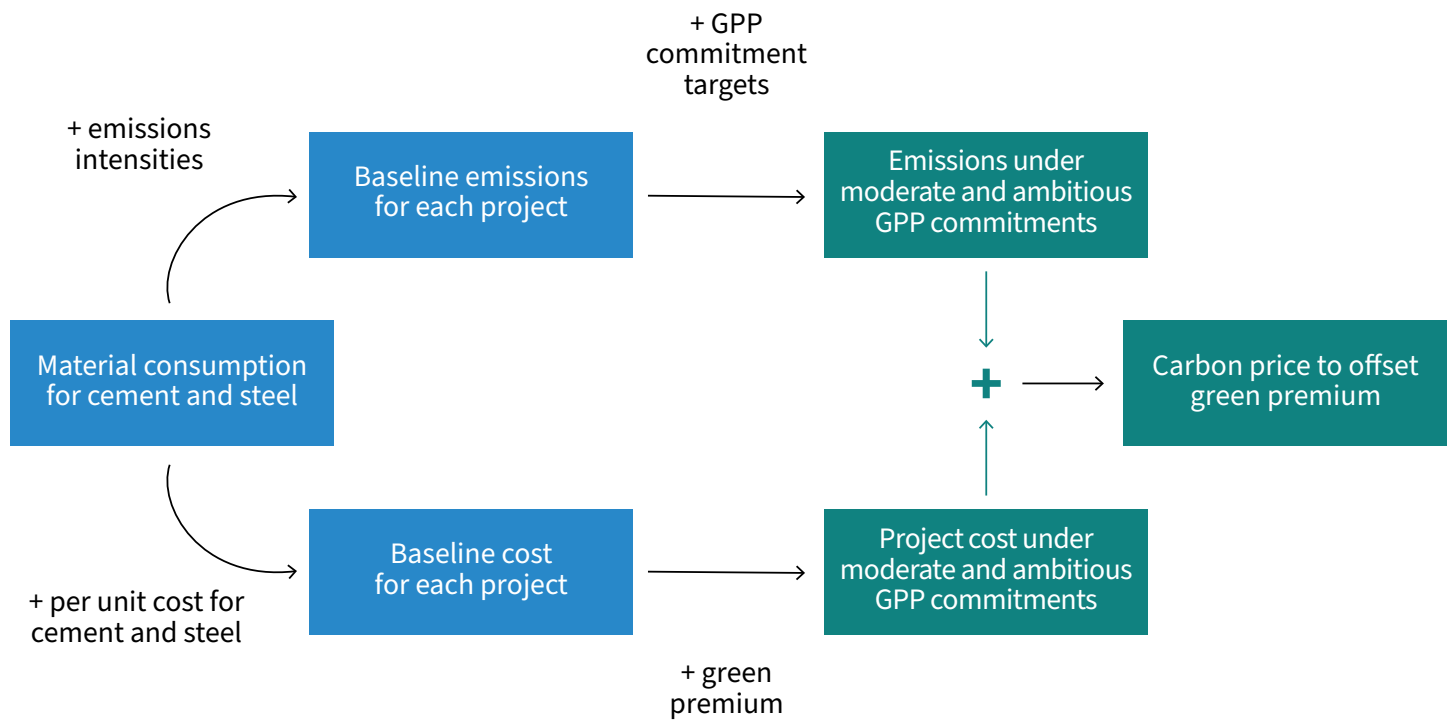 + GPP
commitment
targets
+ emissions
intensities
Baseline emissions
for each project
Emissions under
moderate and ambitious
GPP commitments
Material consumption
for cement and steel
+
Carbon price to offset
green premium
Baseline cost
for each project
Project cost under
moderate and ambitious
GPP commitments
+ per unit cost for
cement and steel
+ green
premium